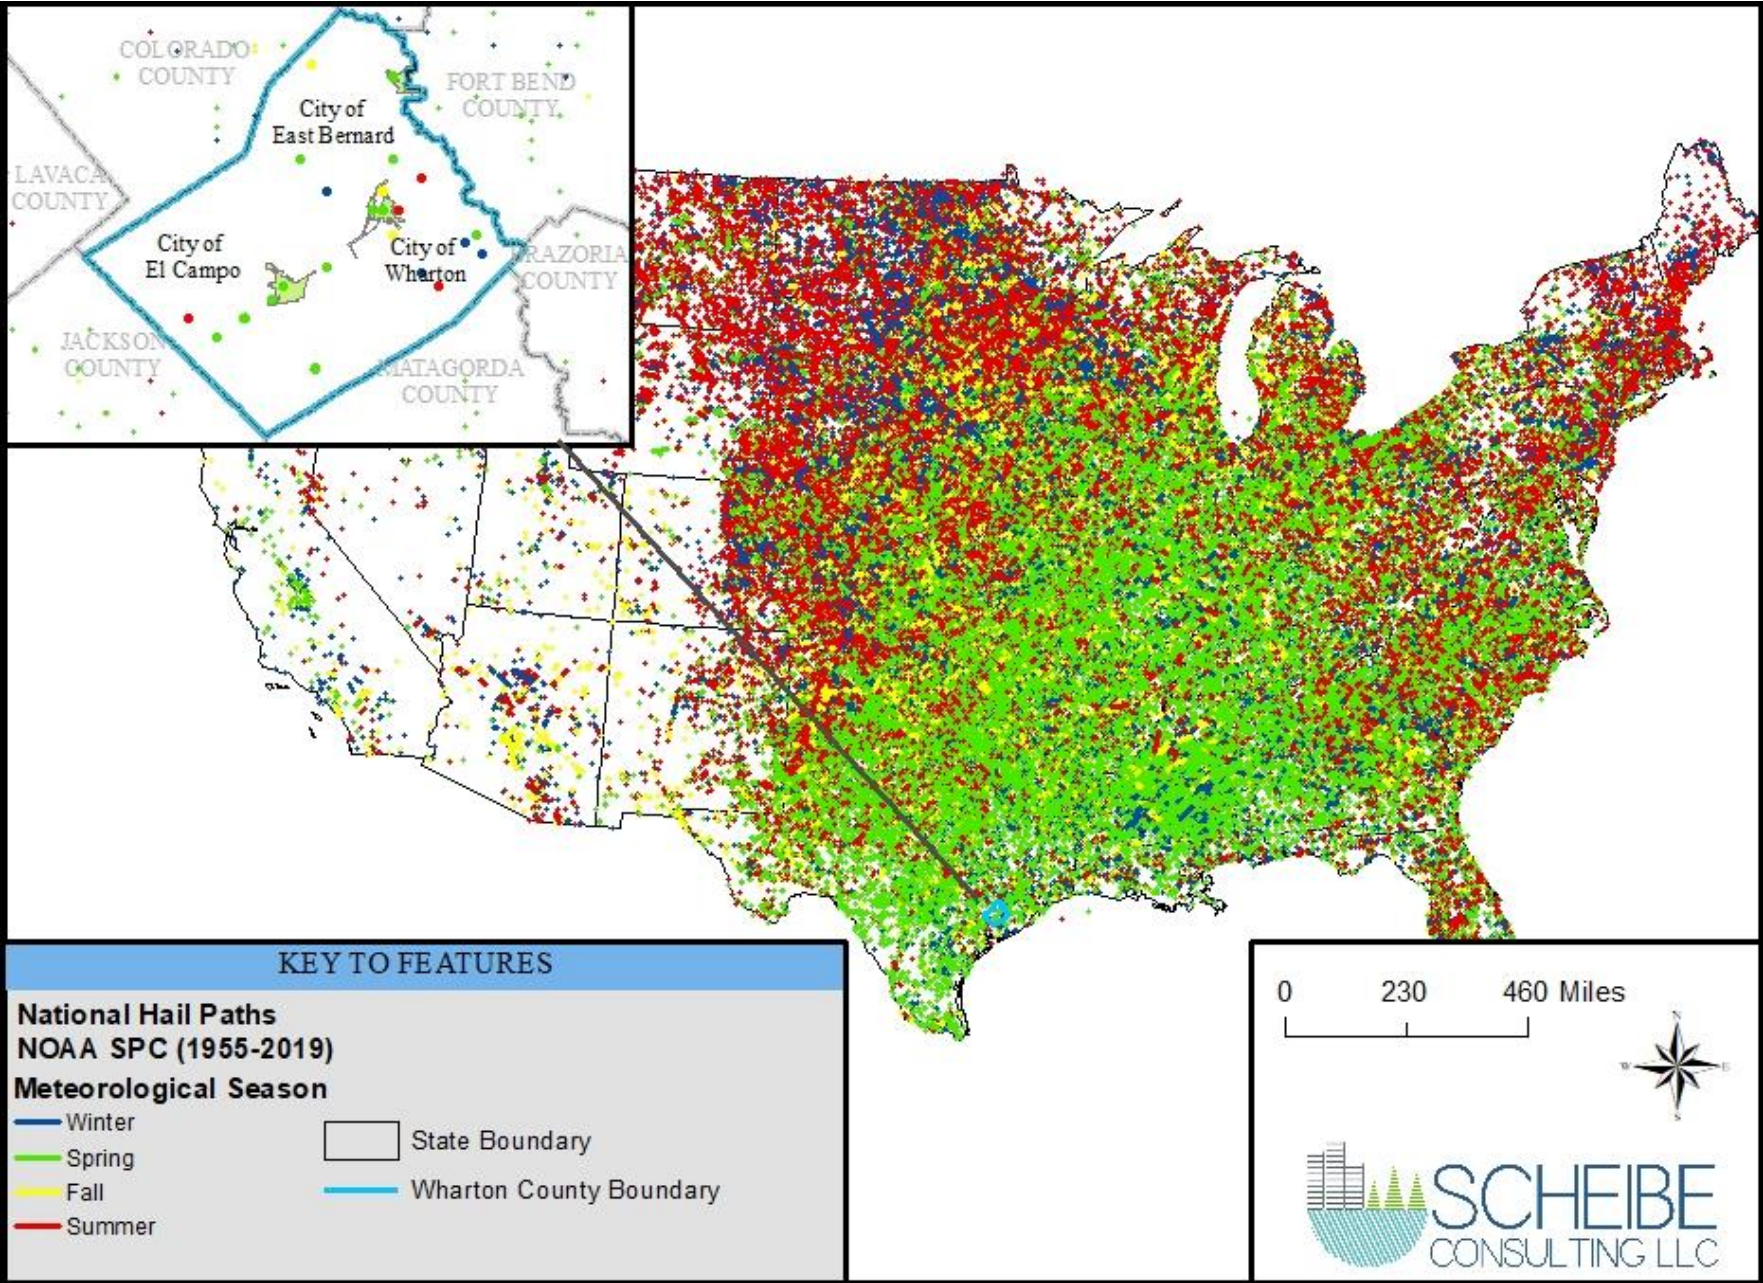 COLORADO
COUNTY
FORT BEND
COUNTY
City of
East Bernard
LAVACA
COUNTY
City of
El Campo
City of
Wharton
BRAZORIA
COUNTY
JACKSON
COUNTY
MATAGORDA
COUNTY
KEY TO FEATURES
National Hail Paths
NOAA SPC (1955-2019)
Meteorological Season
Winter
Spring
Fall
Summer
State Boundary
Wharton County Boundary
0 230 460 Miles
N
W E
S
SCHEIBE
CONSULTING LLC